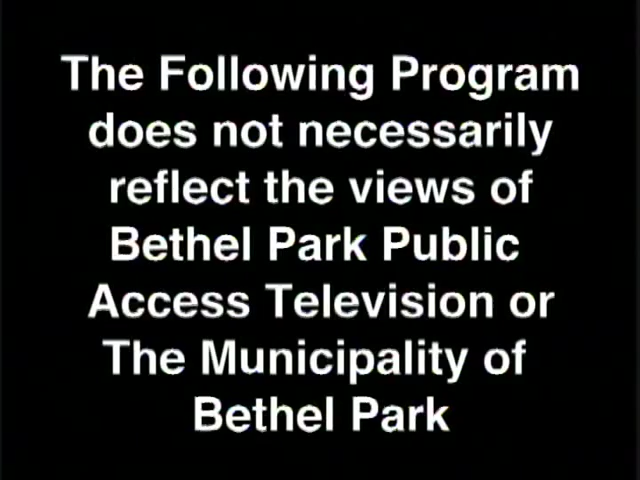 The Following Program
does not necessarily
reflect the views of
Bethel Park Public
Access Television or
The Municipality of
Bethel Park